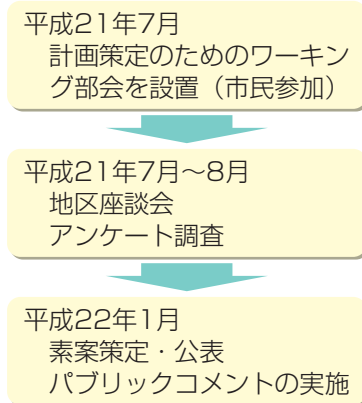 平成21年7月
計画策定のためのワーキン
グ部会を設置（市民参加）
平成21年7月～8月
地区座談会
アンケート調査
平成22年1月
素案策定・公表
パブリックコメントの実施